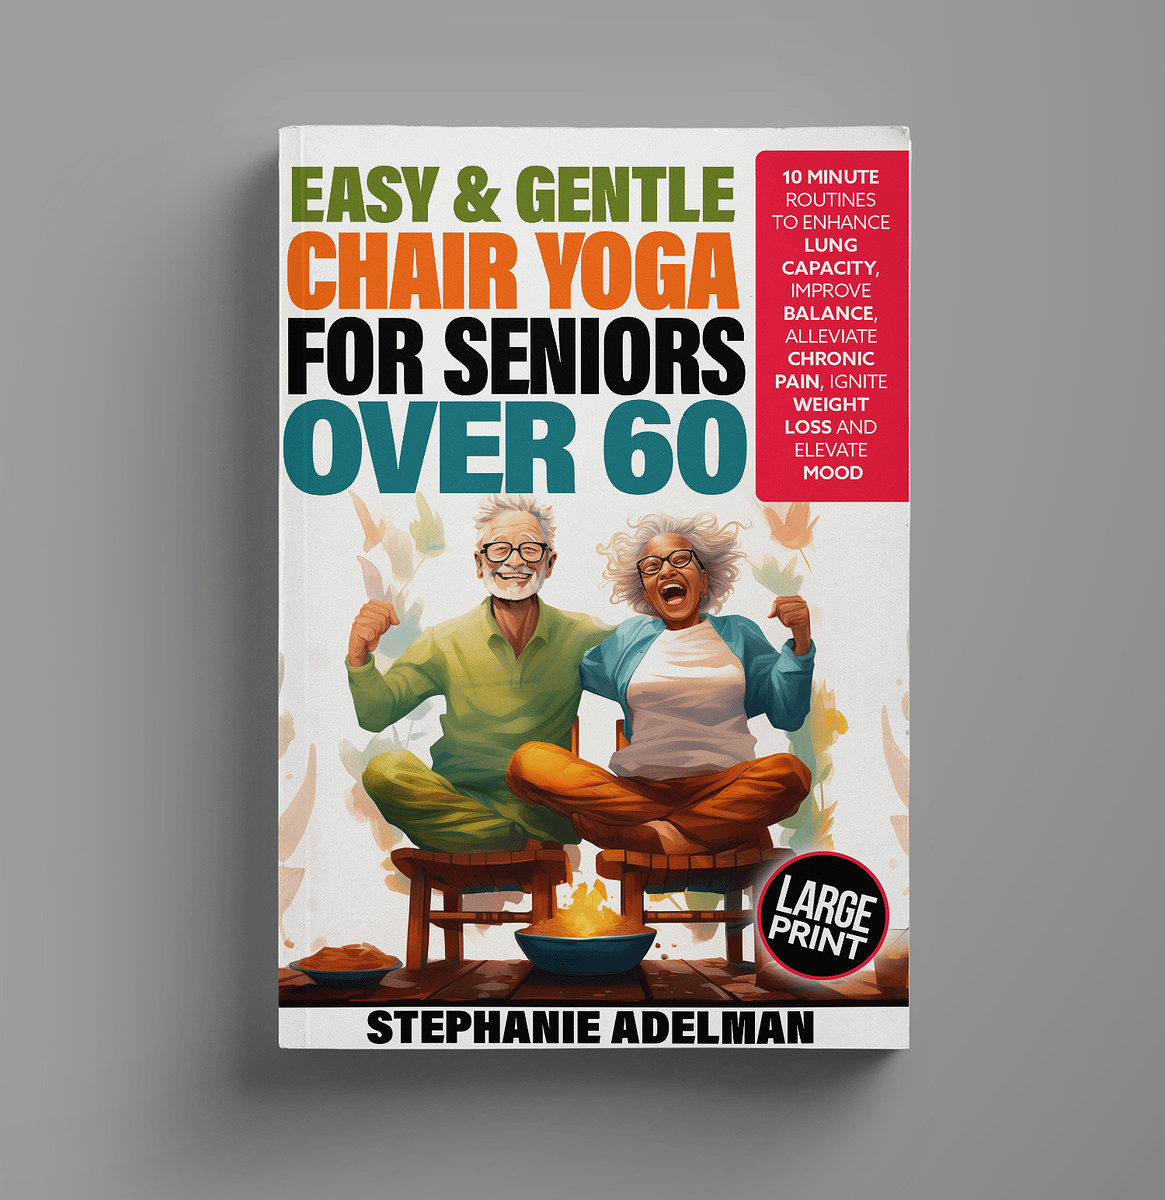 EASY & GENTLE
CHAIR YOGA
FOR SENIORS
OVER 60
10 MINUTE
ROUTINES
TO ENHANCE
LUNG
CAPACITY,
IMPROVE
BALANCE,
ALLEVIATE
CHRONIC
PAIN, IGNITE
WEIGHT
LOSS AND
ELEVATE
MOOD
LARGE
PRINT
STEPHANIE ADELMAN